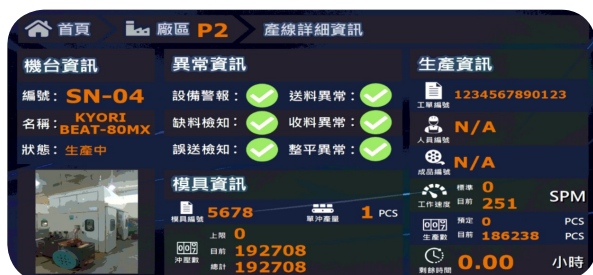 首頁 廠區 P2 產線詳細資訊
機台資訊
編號: SN-04
名稱: KYORI
BEAT-80MX
狀態: 生產中
異常資訊
設備警報: 送料異常:
缺料檢知: 收料異常:
誤送檢知: 整平異常:
模具資訊
模具編號 5678 單沖產量 1 PCS
沖壓數
上限 0
目前 192708
總計 192708
生產資訊
工單編號 1234567890123
人員編號 N/A
成品編號 N/A
工作速度 標準 0 SPM
目前 251
生產數 預定 0 PCS
目前 186238 PCS
剩餘時間 0.00 小時